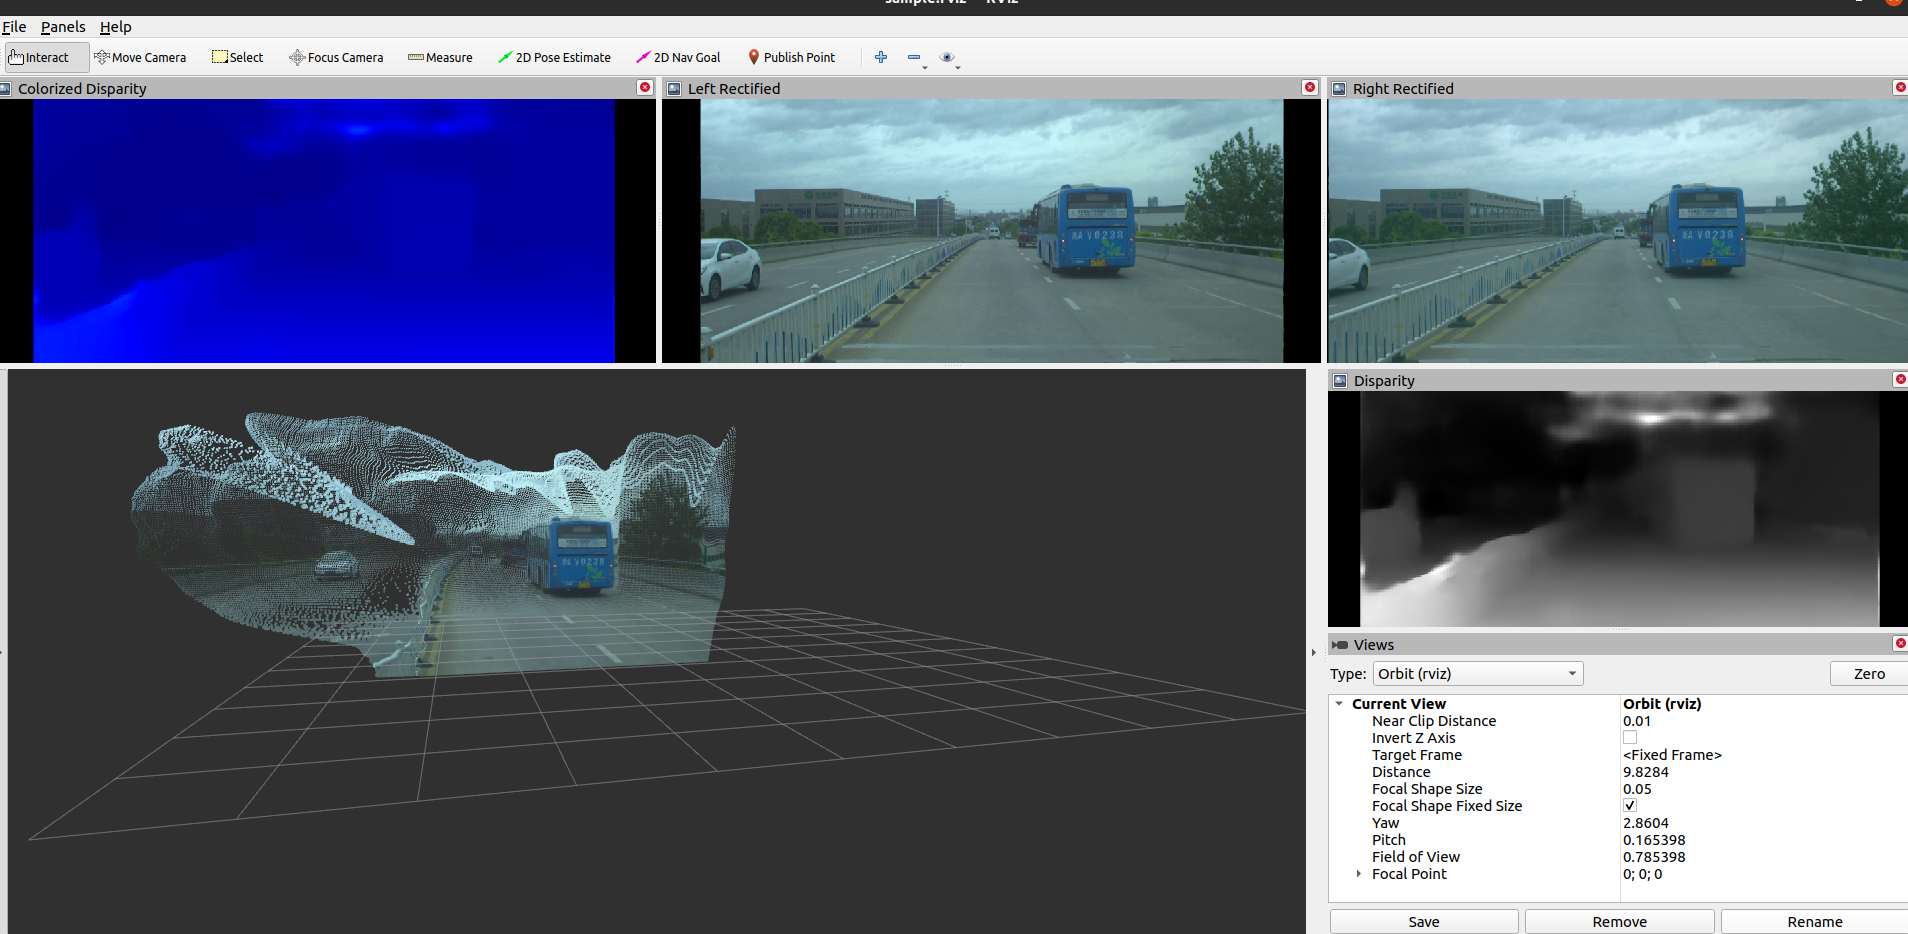 File Panels Help
Interact Move Camera Select Focus Camera Measure 2D Pose Estimate 2D Nav Goal Publish Point
Colorized Disparity
Left Rectified
Right Rectified
V0238
V0238
V0238
Disparity
Views
Type: Orbit (rviz) Zero
Current View Orbit (rviz)
Near Clip Distance 0.01
Invert Z Axis
Target Frame <Fixed Frame>
Distance 9.8284
Focal Shape Size 0.05
Focal Shape Fixed Size
Yaw 2.8604
Pitch 0.165398
Field of View 0.785398
Focal Point 0; 0; 0
Save Remove Rename